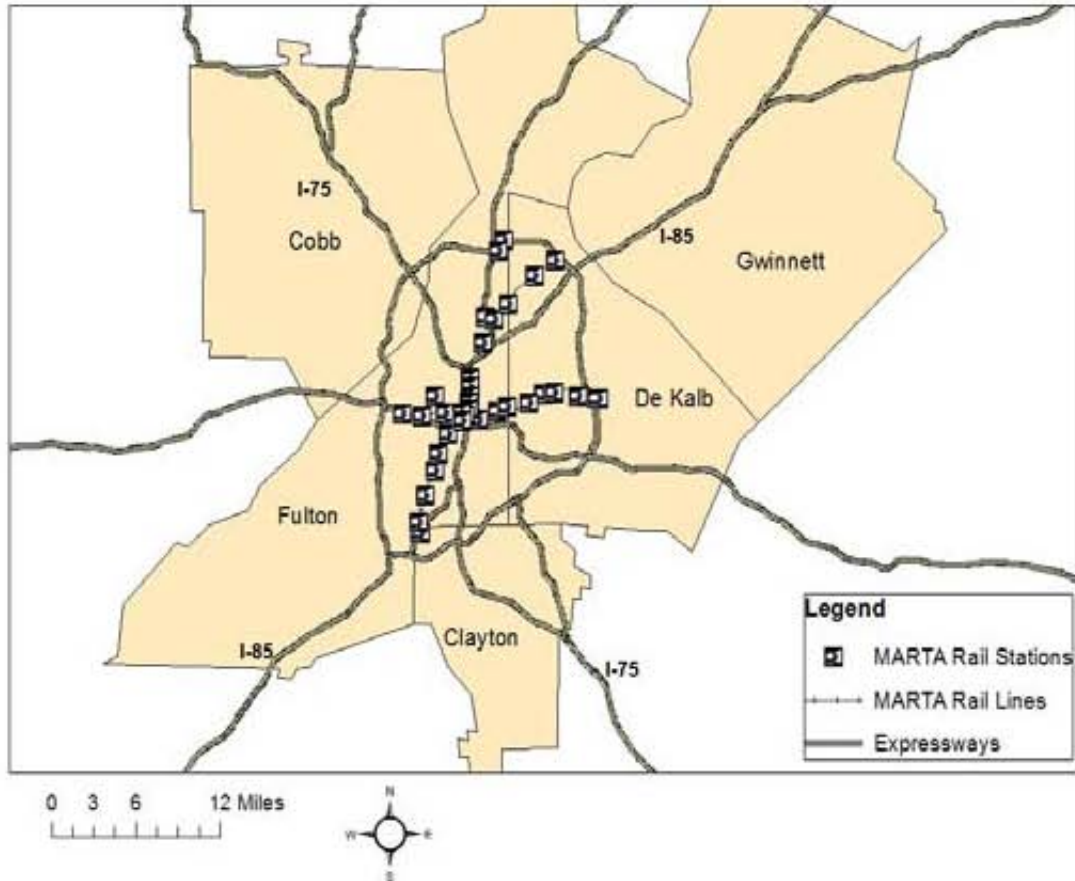 I-75
Cobb
I-85
Gwinnett
De Kalb
Fulton
Clayton
I-85
I-75
Legend
MARTA Rail Stations
MARTA Rail Lines
Expressways
0 3 6 12 Miles
N
W E
S